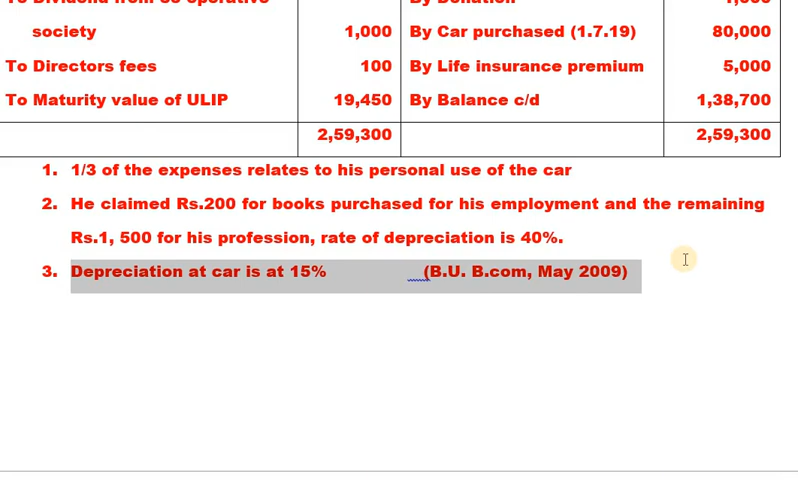 society 1,000 By Car purchased (1.7.19) 80,000
To Directors fees 100 By Life insurance premium 5,000
To Maturity value of ULIP 19,450 By Balance c/d 1,38,700
2,59,300 2,59,300
1. 1/3 of the expenses relates to his personal use of the car
2. He claimed Rs.200 for books purchased for his employment and the remaining
Rs.1, 500 for his profession, rate of depreciation is 40%.
3. Depreciation at car is at 15% (B.U. B.com, May 2009)